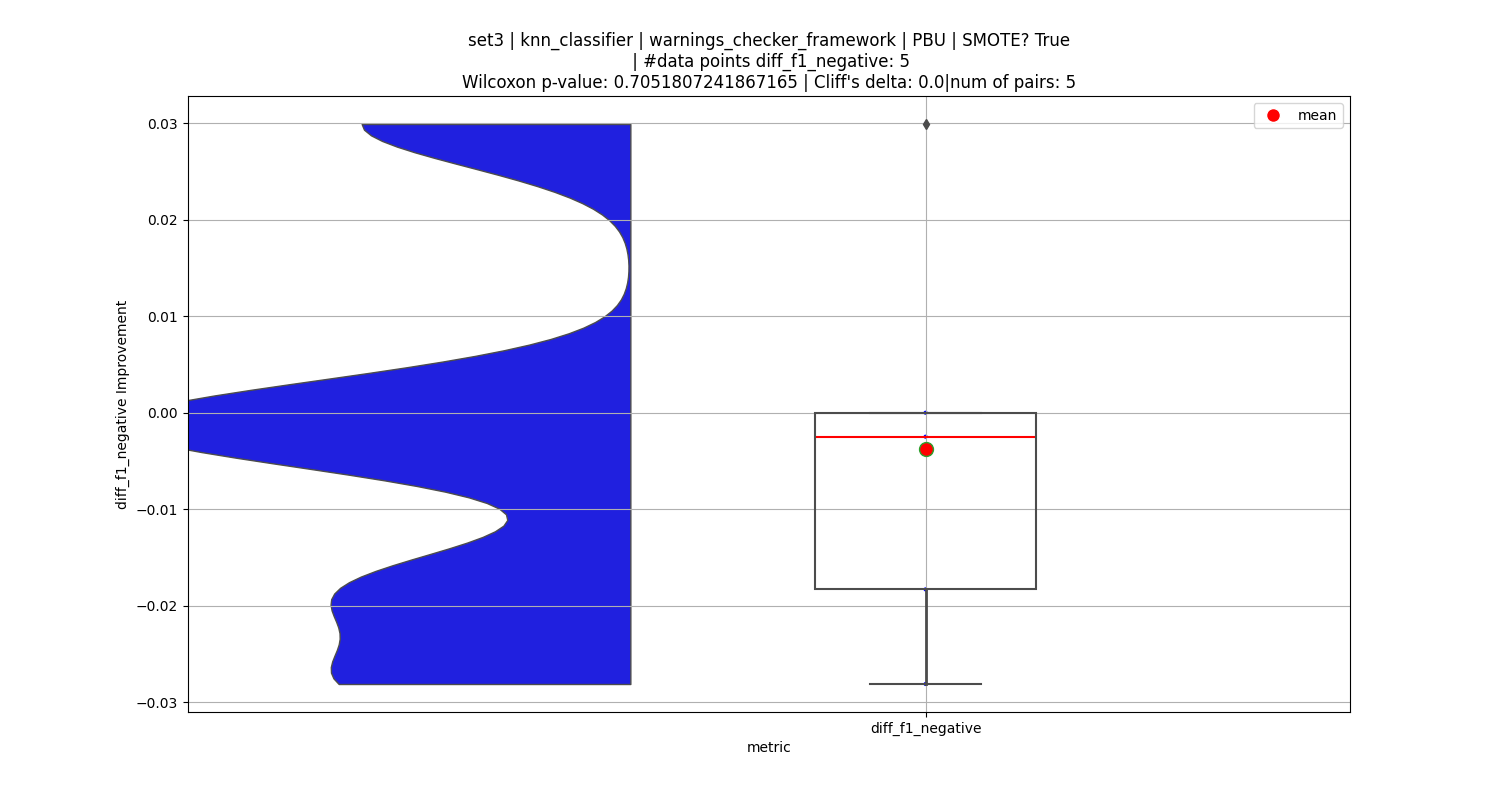 set3 | knn_classifier | warnings_checker_framework | PBU | SMOTE? True
| #data points diff_f1_negative: 5
Wilcoxon p-value: 0.7051807241867165 | Cliff's delta: 0.0|num of pairs: 5
mean
0.03
0.02
0.01
0.00
−0.01
−0.02
−0.03
diff_f1_negative Improvement
diff_f1_negative
metric